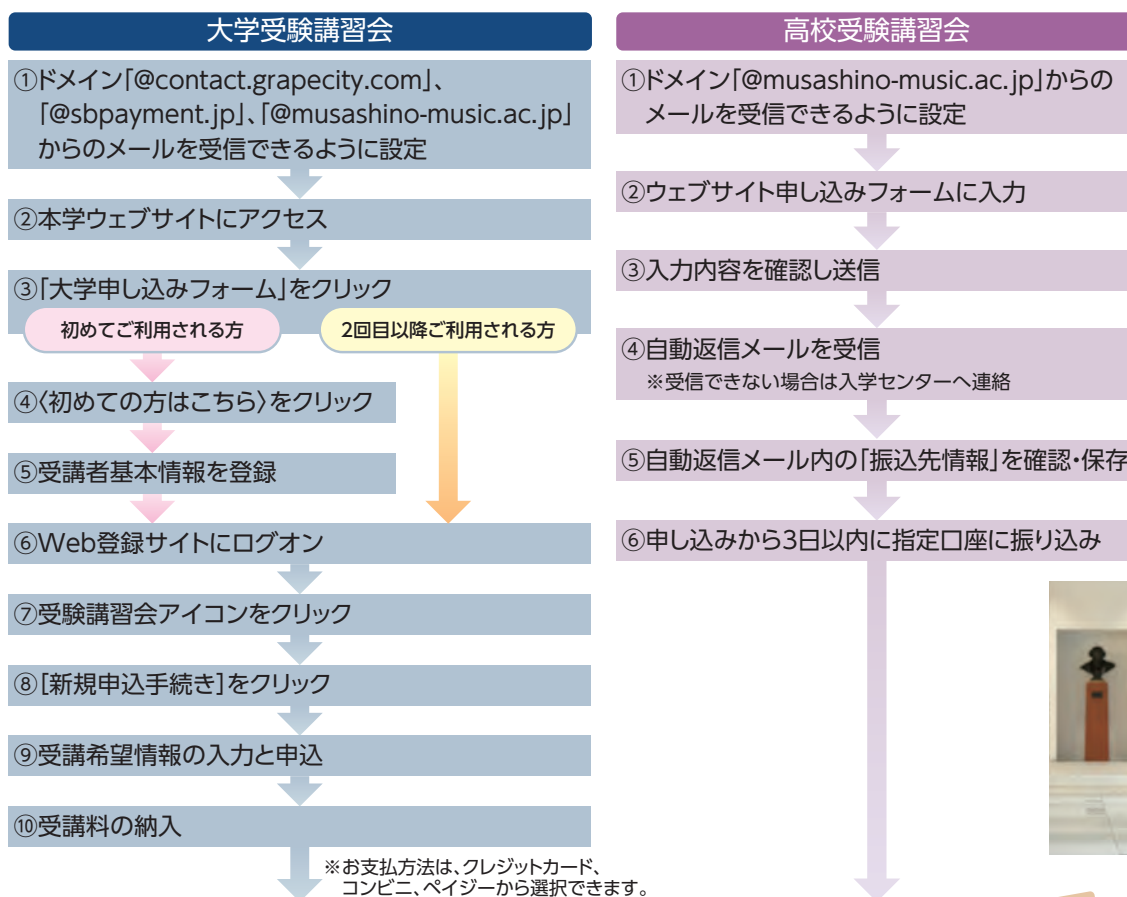 大学受験講習会
①ドメイン「@contact.grapecity.com」、
「@sbpayment.jp」、「@musashino-music.ac.jp」
からのメールを受信できるように設定
②本学ウェブサイトにアクセス
③「大学申し込みフォーム」をクリック
初めてご利用される方
2回目以降ご利用される方
④〈初めての方はこちら〉をクリック
⑤受講者基本情報を登録
⑥Web登録サイトにログオン
⑦受験講習会アイコンをクリック
⑧[新規申込手続き]をクリック
⑨受講希望情報の入力と申込
⑩受講料の納入
※お支払方法は、クレジットカード、
コンビニ、ペイジーから選択できます。
高校受験講習会
①ドメイン「@musashino-music.ac.jp」からの
メールを受信できるように設定
②ウェブサイト申し込みフォームに入力
③入力内容を確認し送信
④自動返信メールを受信
※受信できない場合は入学センターへ連絡
⑤自動返信メール内の「振込先情報」を確認・保存
⑥申し込みから3日以内に指定口座に振り込み